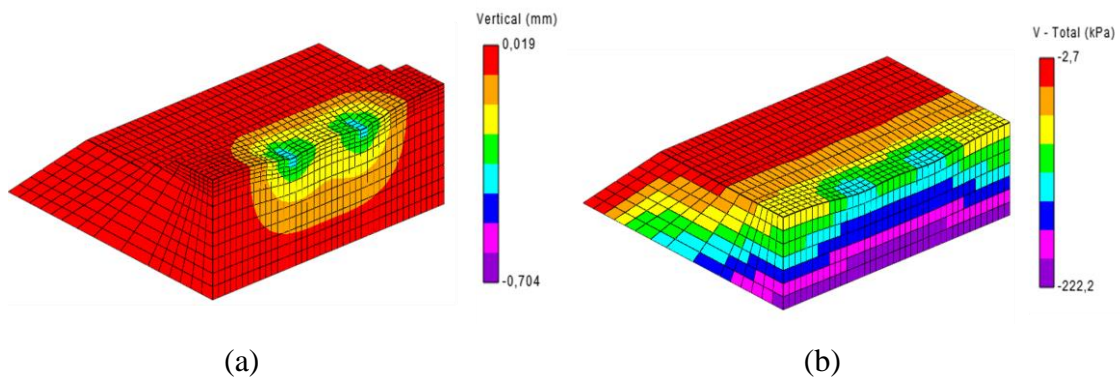 Vertical (mm)
0,019
-0,704
V - Total (kPa)
-2,7
-222,2
(a)
(b)